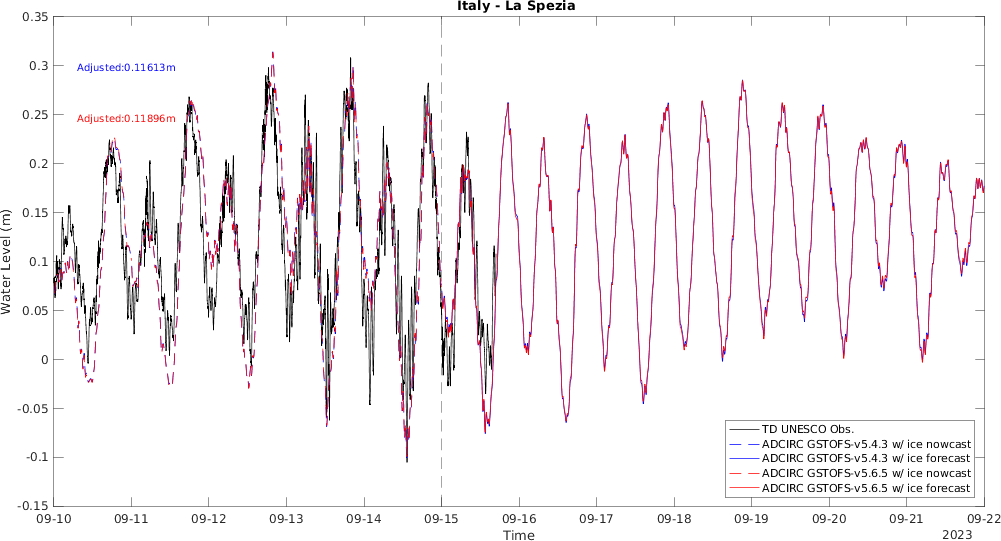 Italy - La Spezia
Adjusted:0.11613m
Adjusted:0.11896m
Water Level (m)
0.35
0.3
0.25
0.2
0.15
0.1
0.05
0
-0.05
-0.1
-0.15
TD UNESCO Obs.
ADCIRC GSTOFS-v5.4.3 w/ ice nowcast
ADCIRC GSTOFS-v5.4.3 w/ ice forecast
ADCIRC GSTOFS-v5.6.5 w/ ice nowcast
ADCIRC GSTOFS-v5.6.5 w/ ice forecast
09-10 09-11 09-12 09-13 09-14 09-15 09-16 09-17 09-18 09-19 09-20 09-21 09-22
Time
2023